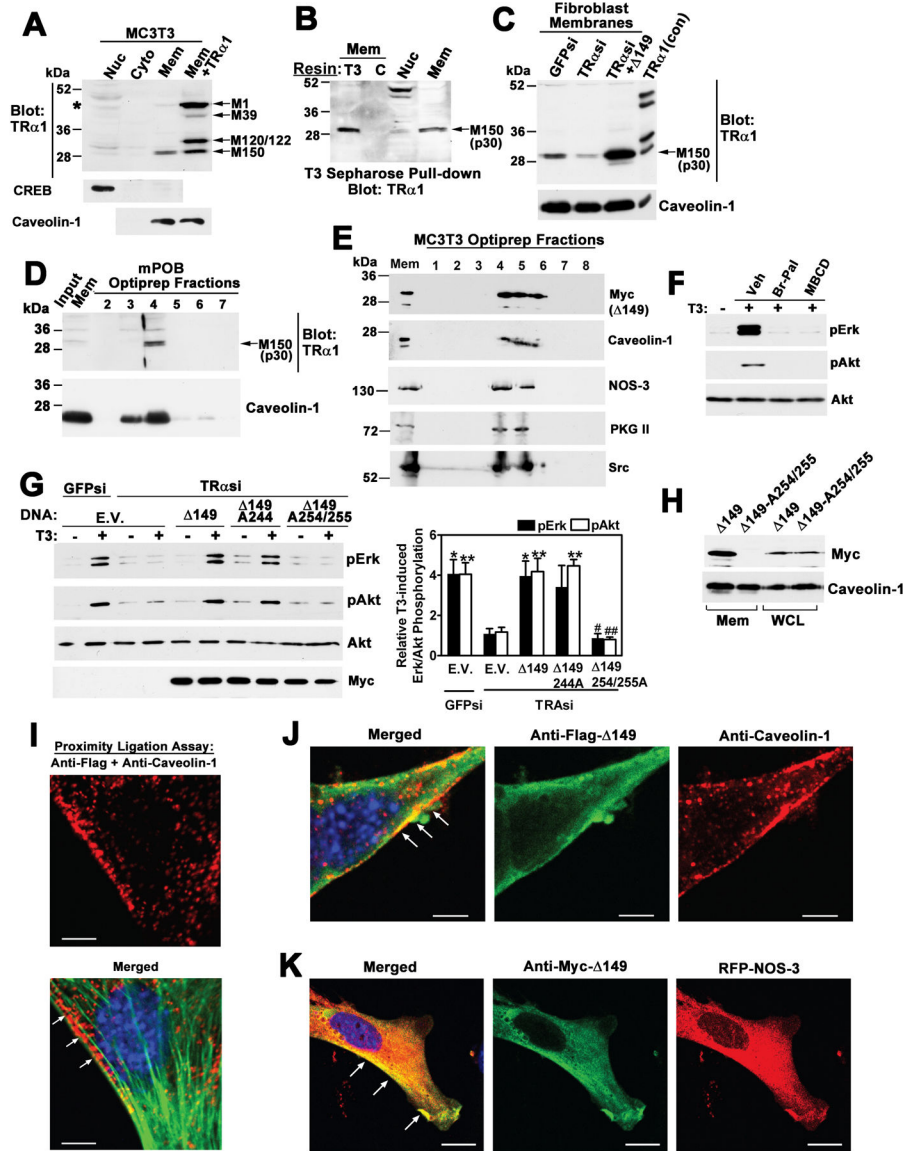 A
MC3T3
Nuc
Cyto
Mem
Mem
+TRα1
kDa
52
36
28
*
Blot:
TRα1
M1
M39
M120/122
M150
CREB
Caveolin-1
B
Mem
Resin: T3 C
Nuc
Mem
52
36
28
M150
(p30)
T3 Sepharose Pull-down
Blot: TRα1
C
Fibroblast
Membranes
GFPsi
TRαsi
TRαsi
+Δ149
TRα1(con)
kDa
52
36
28
M150
(p30)
Blot:
TRα1
Caveolin-1
D
mPOB
Optiprep Fractions
Input
Mem
2 3 4 5 6 7
kDa
36
28
M150
(p30)
Blot:
TRα1
28
Caveolin-1
E
MC3T3 Optiprep Fractions
Mem 1 2 3 4 5 6 7 8
36
28
Myc
(Δ149)
28
Caveolin-1
130
NOS-3
72
PKG II
52
Src
F
Veh
Br-Pal
MBCD
T3: - + + +
pErk
pAkt
Akt
G
GFPsi
TRαsi
DNA:
E.V.
Δ149
Δ149
A244
Δ149
A254/255
T3: - + - + - + - + - +
pErk
pAkt
Akt
Myc
pErk
pAkt
Relative T3-induced
Erk/Akt Phosphorylation
6
4
2
0
* ** * ** ** # ##
E.V. E.V. Δ149 Δ149
244A
Δ149
254/255A
GFPsi
TRAsi
H
Δ149
Δ149-A254/255
Δ149
Δ149-A254/255
Myc
Caveolin-1
Mem
WCL
I
Proximity Ligation Assay:
Anti-Flag + Anti-Caveolin-1
Merged
J
Merged
Anti-Flag-Δ149
Anti-Caveolin-1
K
Merged
Anti-Myc-Δ149
RFP-NOS-3